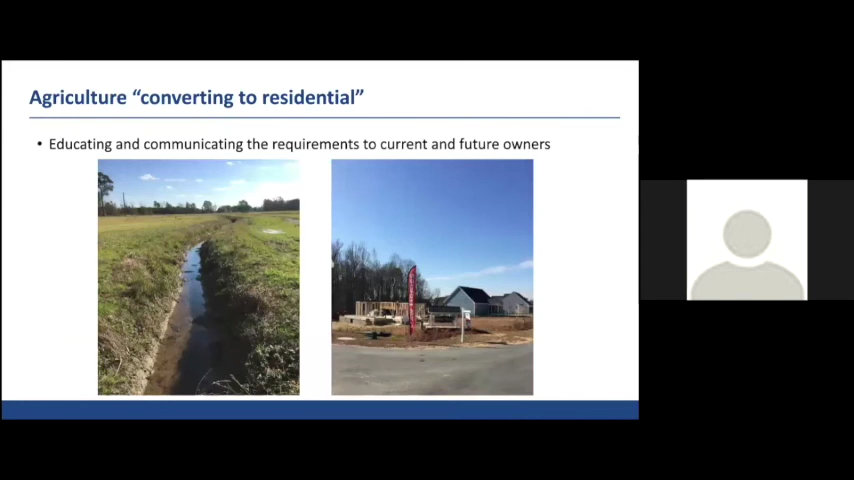 Agriculture “converting to residential”
• Educating and communicating the requirements to current and future owners